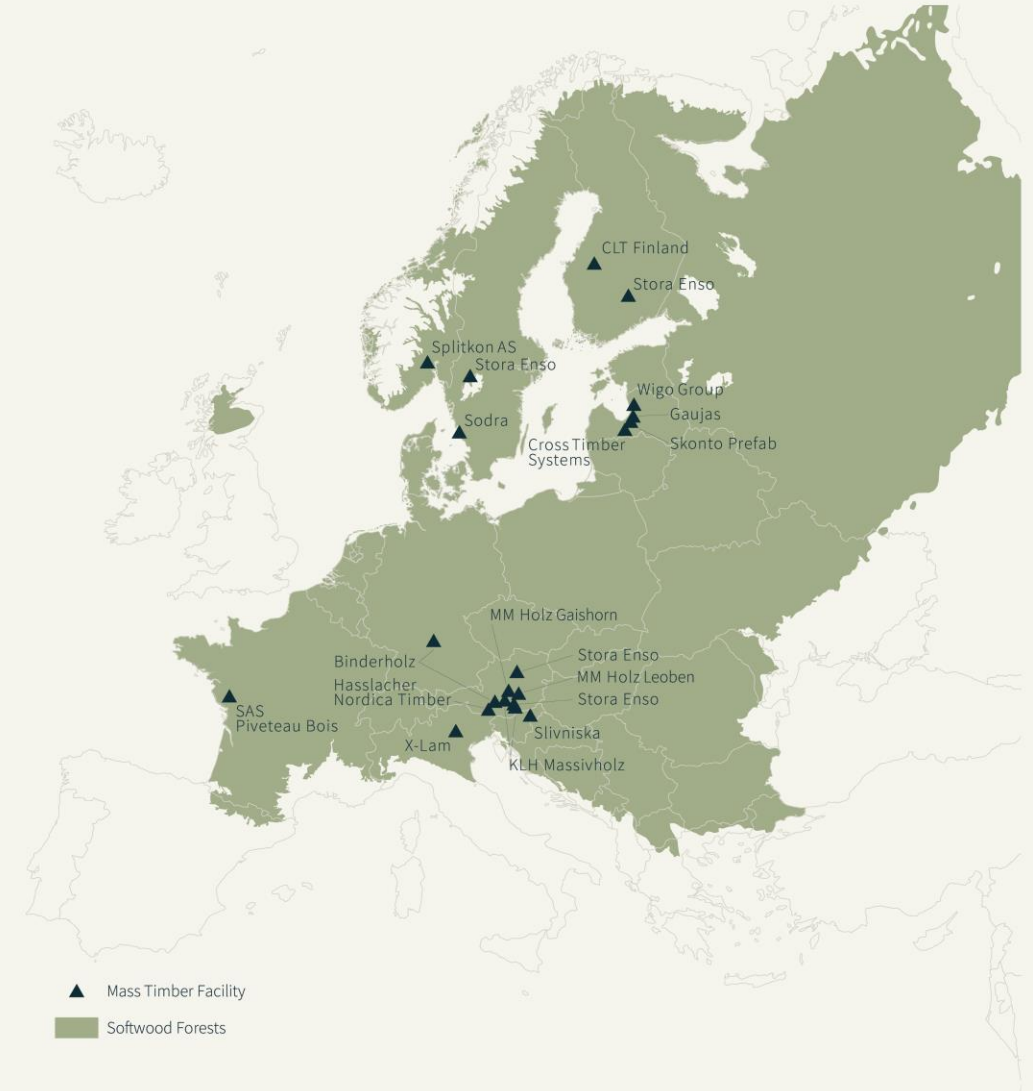 CLT Finland
Stora Enso
Splitkon AS
Stora Enso
Wigo Group
Gaujas
Sodra
Cross Timber
Systems
Skonto Prefab
MM Holz Gaishorn
Binderholz
Stora Enso
Hasslacher
Nordica Timber
MM Holz Leoben
Stora Enso
SAS
Piveteau Bois
X-Lam
Slivniska
KLH Massivholz
Mass Timber Facility
Softwood Forests